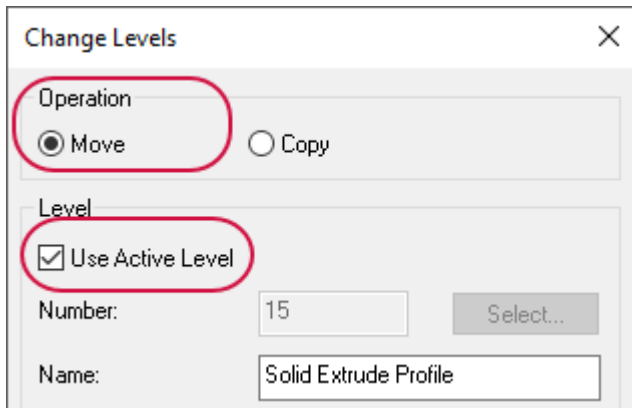 Change Levels
Operation
Move Copy
Level
Use Active Level
Number: 15 Select...
Name: Solid Extrude Profile